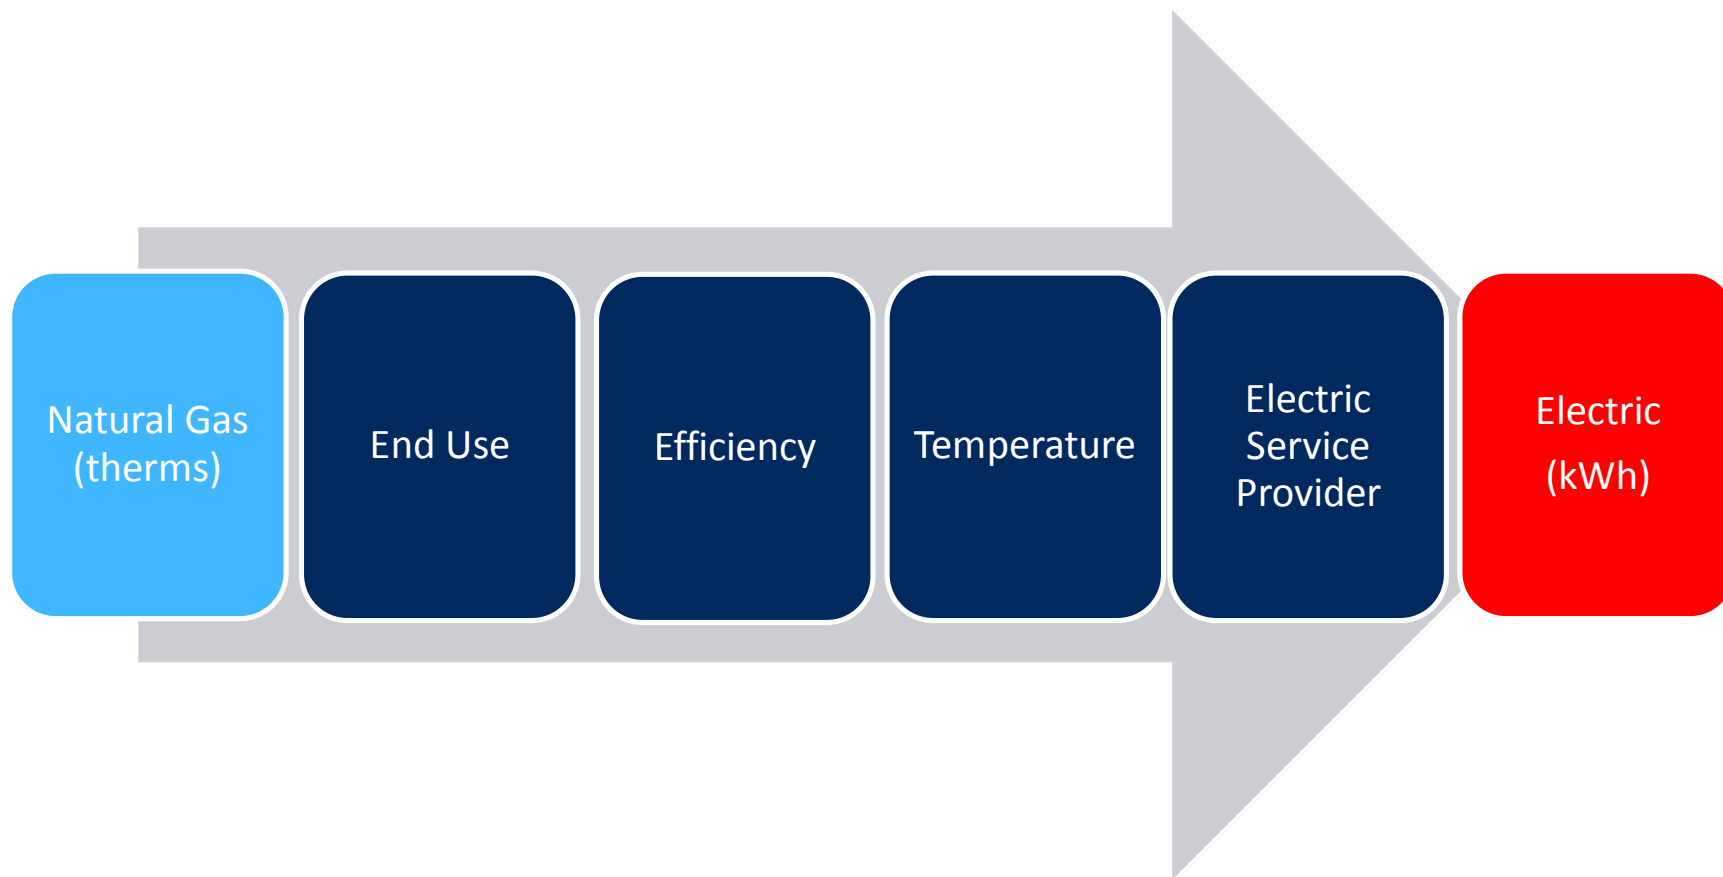 Natural Gas
(therms)
End Use
Efficiency
Temperature
Electric
Service
Provider
Electric
(kWh)